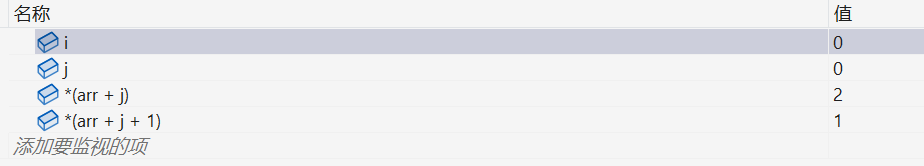 名称 值
i 0
j 0
*(arr + j) 2
*(arr + j + 1) 1
添加要监视的项